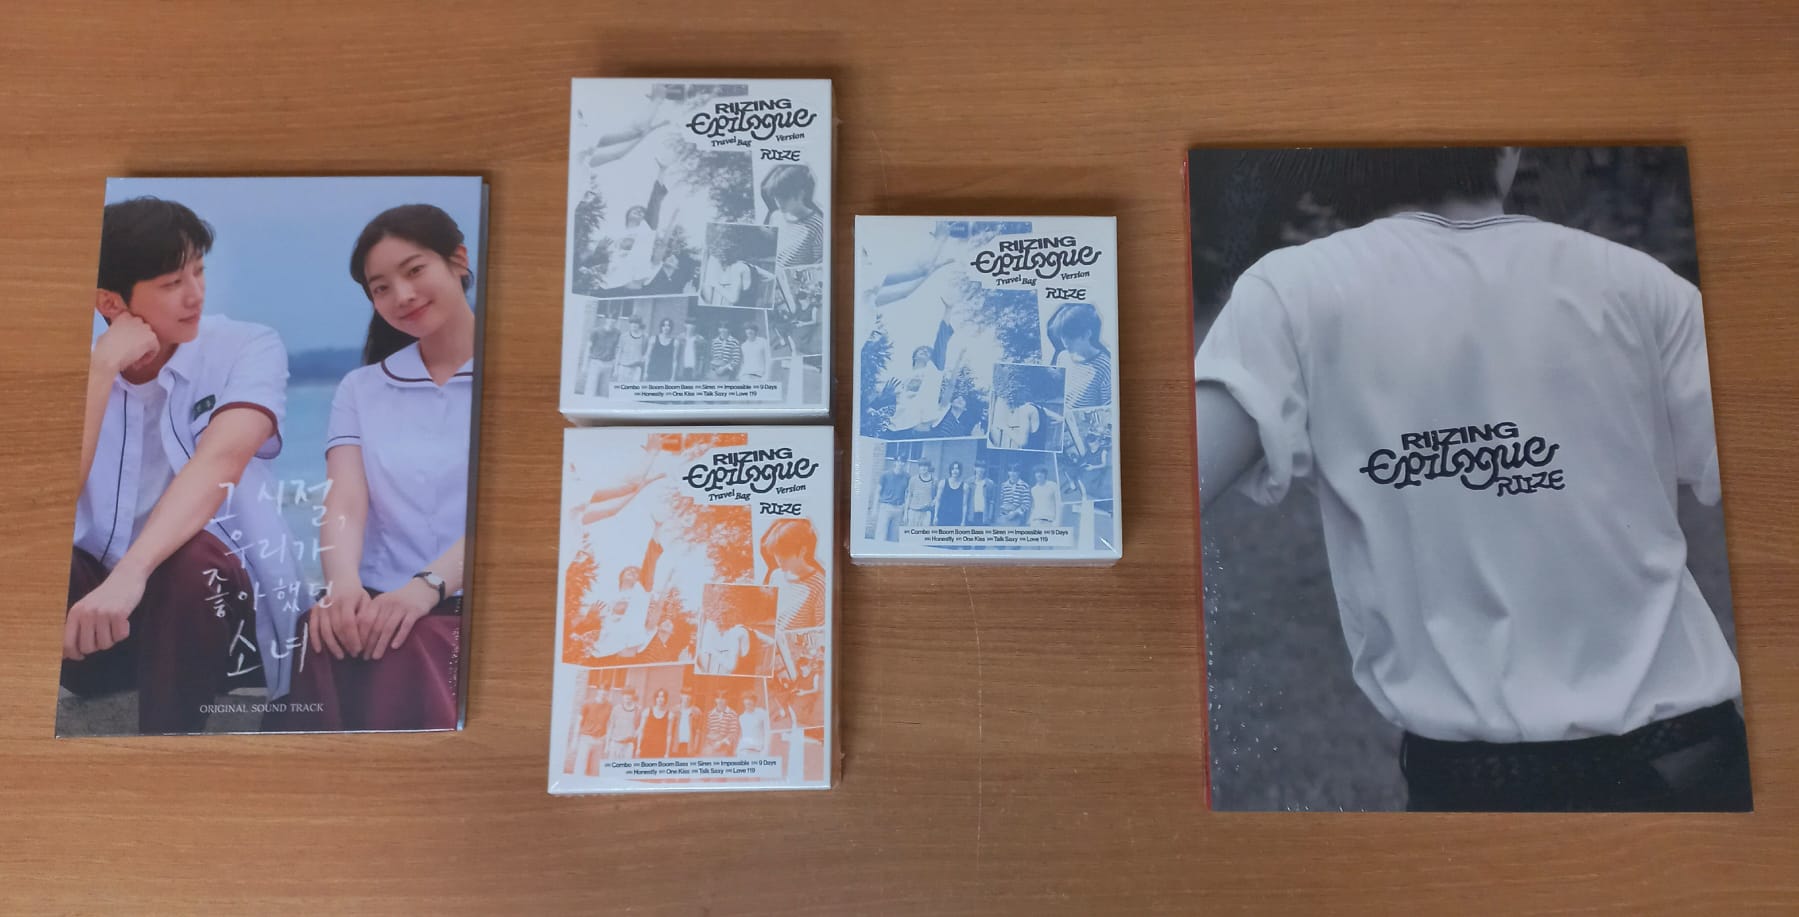 그 시절,
우리가
좋아했던
소녀
ORIGINAL SOUND TRACK
RIIZING
Epilogue
Travel Bag Version
RIIZE
Combo Boom Boom Bass Siren Impossible 9 Days
Honestly One Kiss Talk Saxy Love 119
RIIZING
Epilogue
Travel Bag Version
RIIZE
Combo Boom Boom Bass Siren Impossible 9 Days
Honestly One Kiss Talk Saxy Love 119
RIIZING
Epilogue
Travel Bag Version
RIIZE
Combo Boom Boom Bass Siren Impossible 9 Days
Honestly One Kiss Talk Saxy Love 119
RIIZING
Epilogue
RIIZE